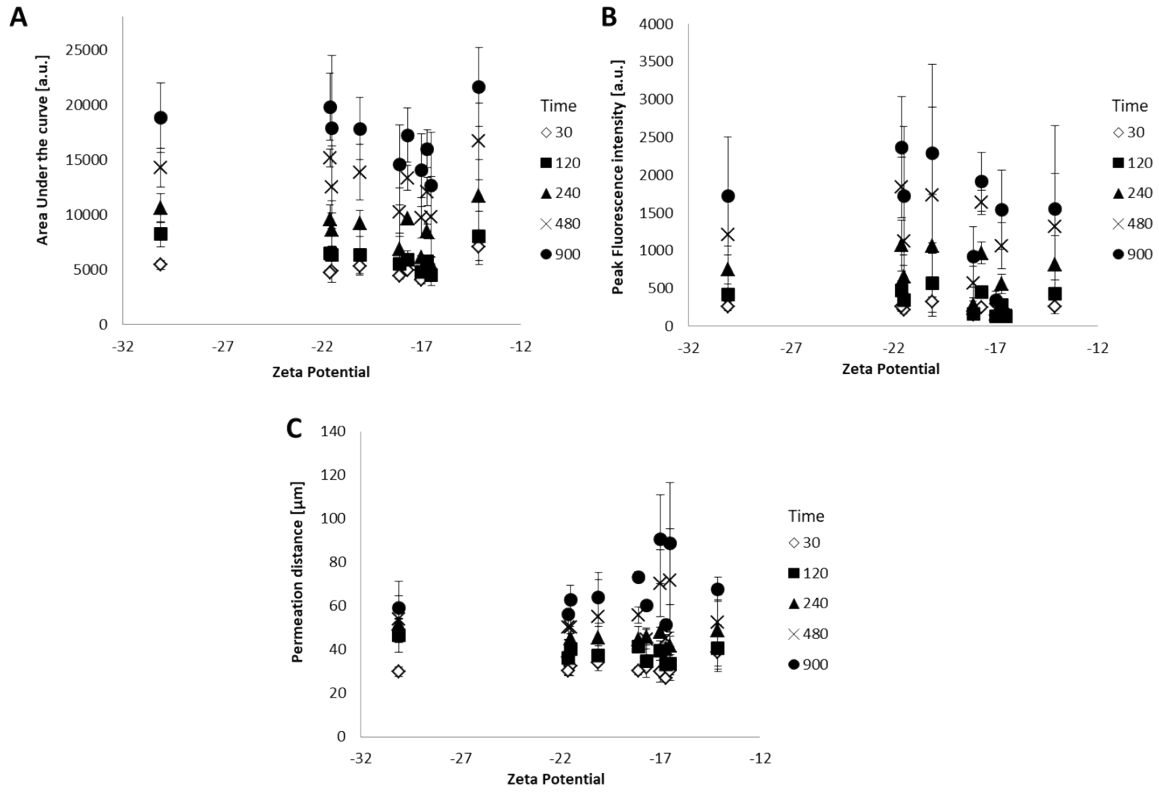 A
Area Under the curve [a.u.]
25000
20000
15000
10000
5000
0
-32 -27 -22 -17 -12
Zeta Potential
Time
30
120
240
480
900
B
Peak Fluorescence intensity [a.u.]
4000
3500
3000
2500
2000
1500
1000
500
0
-32 -27 -22 -17 -12
Zeta Potential
Time
30
120
240
480
900
C
Permeation distance [µm]
140
120
100
80
60
40
20
0
-32 -27 -22 -17 -12
Zeta Potential
Time
30
120
240
480
900